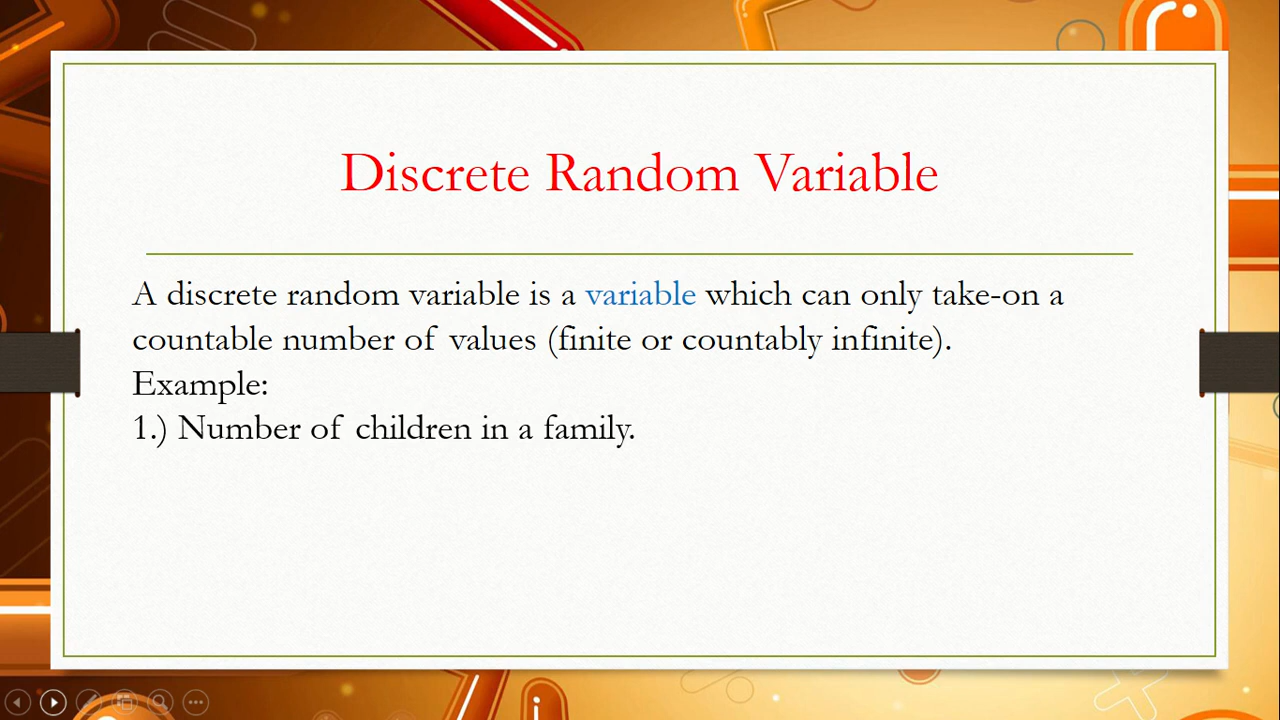 Discrete Random Variable
A discrete random variable is a variable which can only take-on a
countable number of values (finite or countably infinite).
Example:
1.) Number of children in a family.